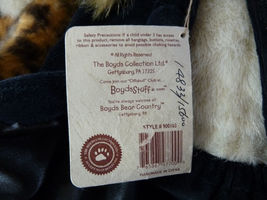 Safety Precautions! If a child under 3 has access to
this product, remove all hangtags, buttons, rosettes,
ribbon & accessories to avoid possible choking hazards.
® All Rights Reserved
The Boyds Collection Ltd.®
Gettysburg, PA 17325
Come join our "Offishull" Club at...
BoydsStuff.com
You're always welcome at
Boyds Bear Country™
Gettysburg, PA
STYLE #
HANDMADE IN CHINA